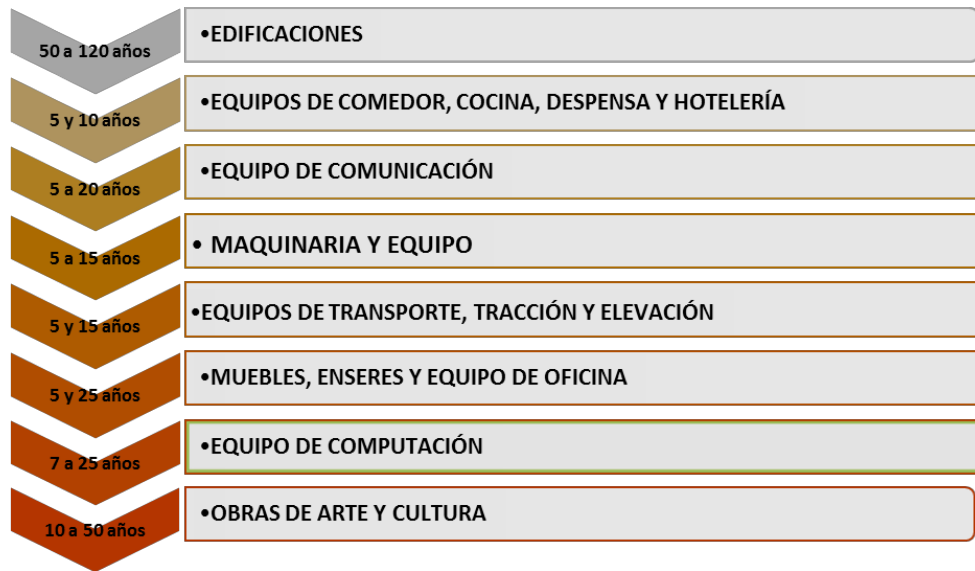 50 a 120 años
•EDIFICACIONES
5 y 10 años
•EQUIPOS DE COMEDOR, COCINA, DESPENSA Y HOTELERÍA
5 a 20 años
•EQUIPO DE COMUNICACIÓN
5 a 15 años
• MAQUINARIA Y EQUIPO
5 y 15 años
•EQUIPOS DE TRANSPORTE, TRACCIÓN Y ELEVACIÓN
5 y 25 años
•MUEBLES, ENSERES Y EQUIPO DE OFICINA
7 a 25 años
•EQUIPO DE COMPUTACIÓN
10 a 50 años
•OBRAS DE ARTE Y CULTURA